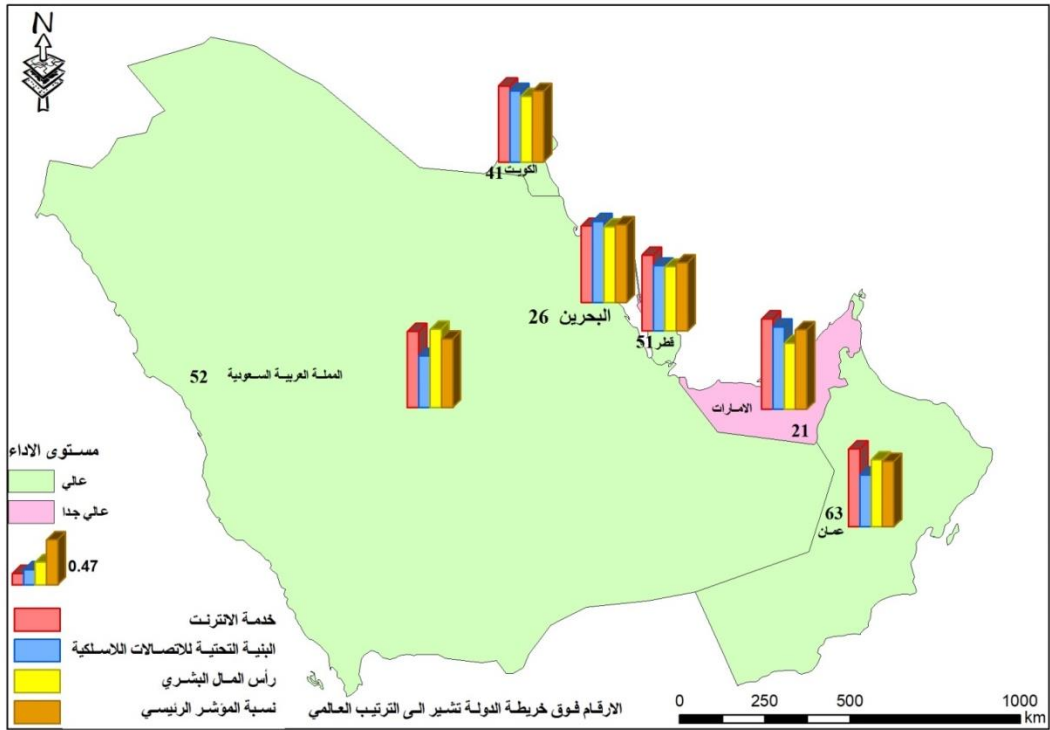 N
41 الكويت
26 البحرين
51 قطر
52 المملة العربية السعودية
الامارات
21
63
عمان
مستوى الاداء
عالي
عالي جدا
0.47
خدمة الانترنت
البنية التحتية للاتصالات اللاسلكية
رأس المال البشري
نسبة المؤشر الرئيسي
الارقام فوق خريطة الدولة تشير الى الترتيب العالمي
0 250 500 1000
km